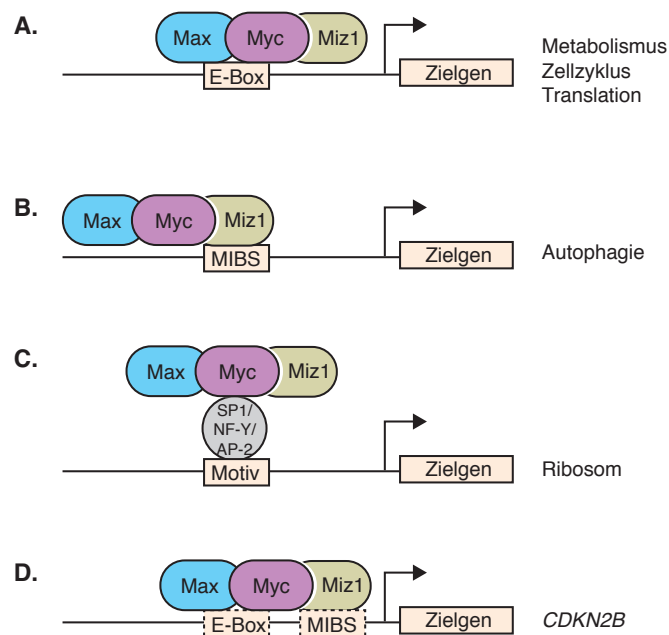 A.
Max Myc Miz1
E-Box
Zielgen
Metabolismus
Zellzyklus
Translation
B.
Max Myc Miz1
MIBS
Zielgen
Autophagie
C.
Max Myc Miz1
SP1/
NF-Y/
AP-2
Motiv
Zielgen
Ribosom
D.
Max Myc Miz1
E-Box MIBS
Zielgen
CDKN2B